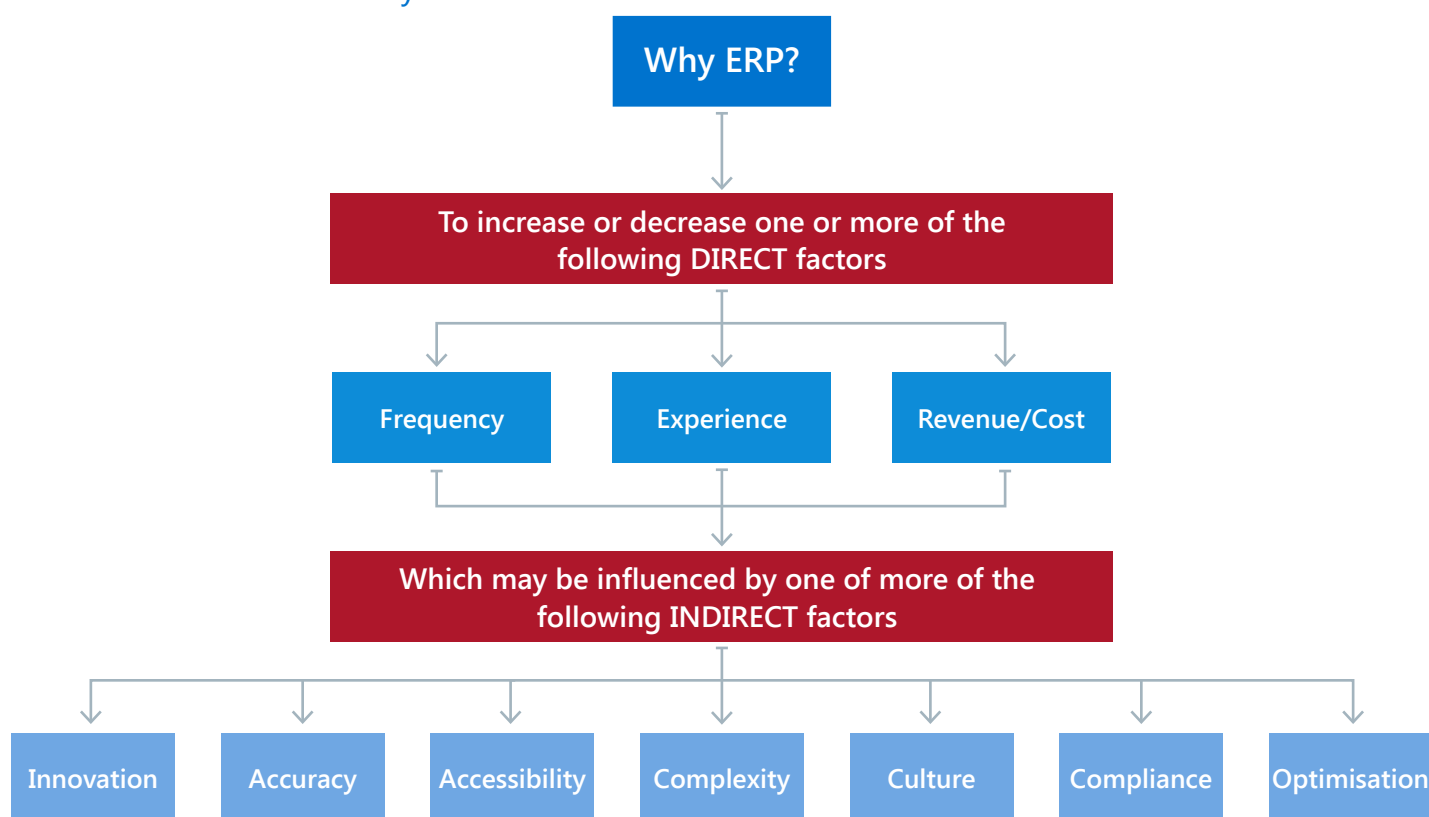 Why ERP?
To increase or decrease one or more of the
following DIRECT factors
Frequency
Experience
Revenue/Cost
Which may be influenced by one of more of the
following INDIRECT factors
Innovation
Accuracy
Accessibility
Complexity
Culture
Compliance
Optimisation